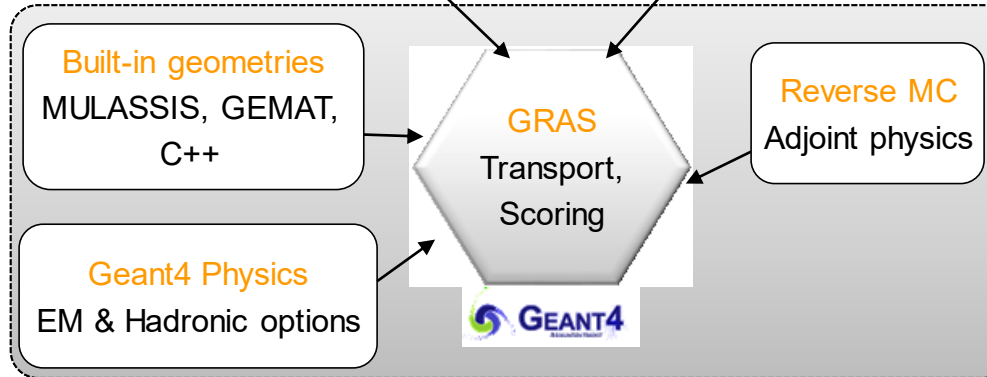 Built-in geometries
MULASSIS, GEMAT,
C++
GRAS
Transport,
Scoring
Reverse MC
Adjoint physics
Geant4 Physics
EM & Hadronic options
GEANT4